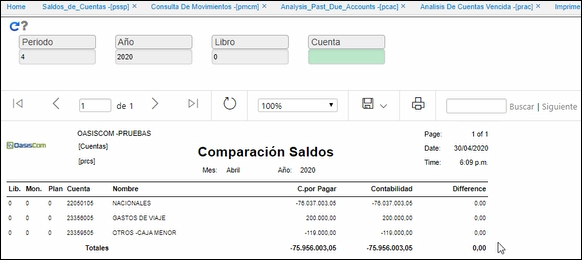 Home Saldos_de_Cuentas -[pssp] × Consulta De Movimientos -[pmcm] × Analysis_Past_Due_Accounts -[pcac] × Analisis De Cuentas Vencida -[prac] × Imprime
Periodo Año Libro Cuenta
4 2020 0
1 de 1 100% Buscar | Siguiente
OasisCom OASISCOM -PRUEBAS Page: 1 of 1
[Cuentas] Comparación Saldos Date: 30/04/2020
[prcs] Time: 6:09 p.m.
Mes: Abril Año: 2020
Lib. Mon. Plan Cuenta Nombre C.por Pagar Contabilidad Difference
0 0 0 22050105 NACIONALES -76.037.003,05 -76.037.003,05 0,00
0 0 0 23355005 GASTOS DE VIAJE 200.000,00 200.000,00 0,00
0 0 0 23359505 OTROS -CAJA MENOR -119.000,00 -119.000,00 0,00
Totales -75.956.003,05 -75.956.003,05 0,00